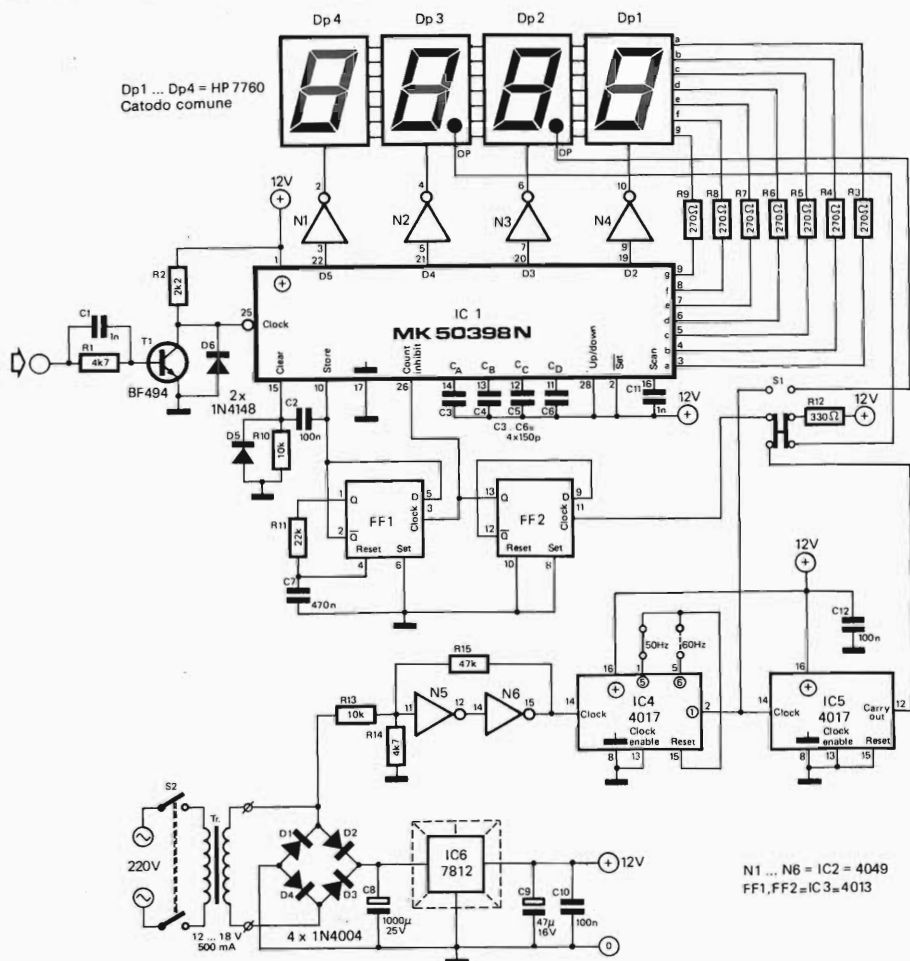 Dp4 Dp3 Dp2 Dp1
Dp1 ... Dp4 = HP 7760
Catodo comune
a
b
c
d
e
f
g
DP DP
12V
2 4 6 10
N1 N2 N3 N4
3 5 7 9
R9 R8 R7 R6 R5 R4 R3
270Ω 270Ω 270Ω 270Ω 270Ω 270Ω 270Ω
1 22 21 20 19
D5 D4 D3 D2
R2
2k2
25
Clock
IC 1
MK 50398N
g 9
f 8
e 7
d 6
c 5
b 4
a 3
C1
1n
R1
4k7
T1
BF494
D6
2x
1N4148
Clear
Store
Count
inhibit
CA CB CC CD
Up/down
Set
Scan
15 10 17 26 14 13 12 11 28 2 16
C2
100n
C3 C4 C5 C6
C11
1n
12V
C3 . C6=
4x150p
D5
R10
10k
S1
R12
330Ω
12V
R11
22k
1 Q D 5
Clock 3
2 Q
FF1
Reset Set
4 6
C7
470n
13 Q D 9
Clock 11
12 Q
FF2
Reset Set
10 8
12V
C12
100n
R15
47k
R13
10k
R14
4k7
11 N5 12 14 N6 15
50Hz 60Hz
16 1 5
5 6
14 Clock
IC4
4017
Clock
enable
Reset
1 2
8 13 15
16
14 Clock
IC5
4017
Carry
out 12
Clock
enable
Reset
8 13 15
S2
Tr.
220V
12 ... 18 V
500 mA
D1 D2
D4 D3
4 x 1N4004
C8
1000µ
25V
IC6
7812
C9
47µ
16V
C10
100n
12V
0
N1 ... N6 = IC2 = 4049
FF1,FF2=IC3=4013